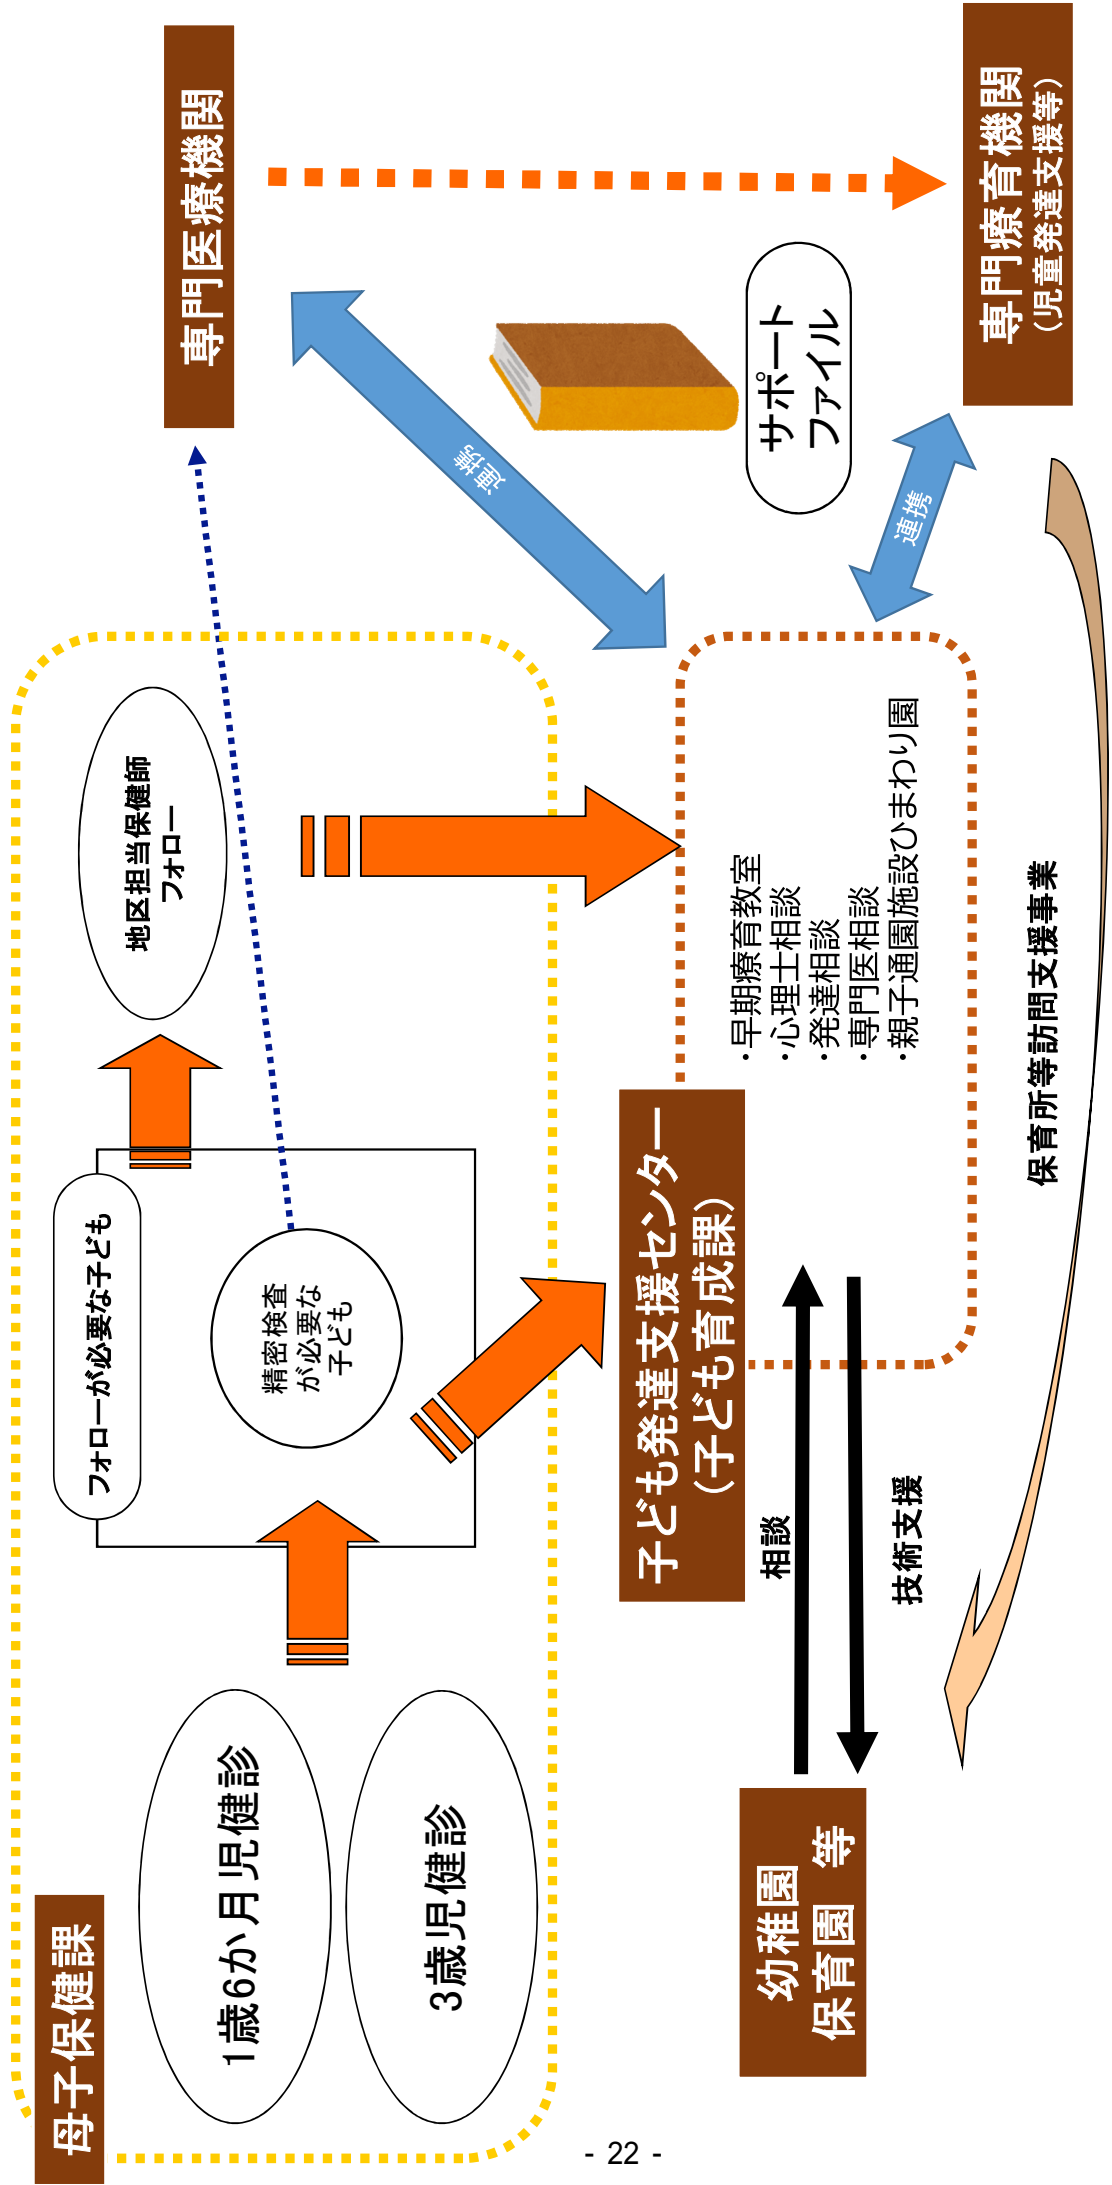 母子保健課
1歳6か月児健診
3歳児健診
フォローが必要な子ども
精密検査
が必要な
子ども
地区担当保健師
フォロー
専門医療機関
連携
サポート
ファイル
連携
専門療育機関
(児童発達支援等)
子ども発達支援センター
(子ども育成課)
・早期療育教室
・心理士相談
・発達相談
・専門医相談
・親子通園施設ひまわり園
相談
技術支援
幼稚園
保育園 等
保育所等訪問支援事業
- 22 -